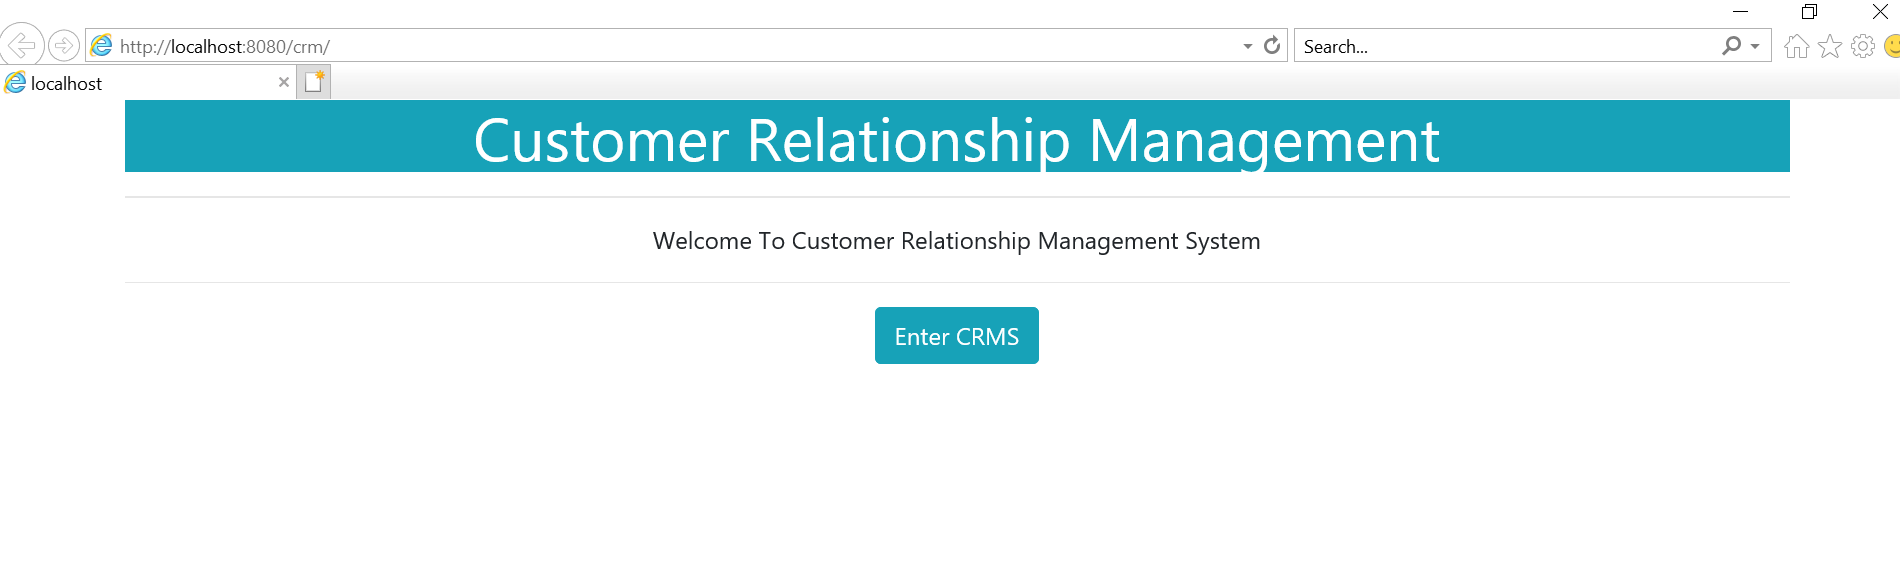 http://localhost:8080/crm/
Search...
localhost
Customer Relationship Management
Welcome To Customer Relationship Management System
Enter CRMS